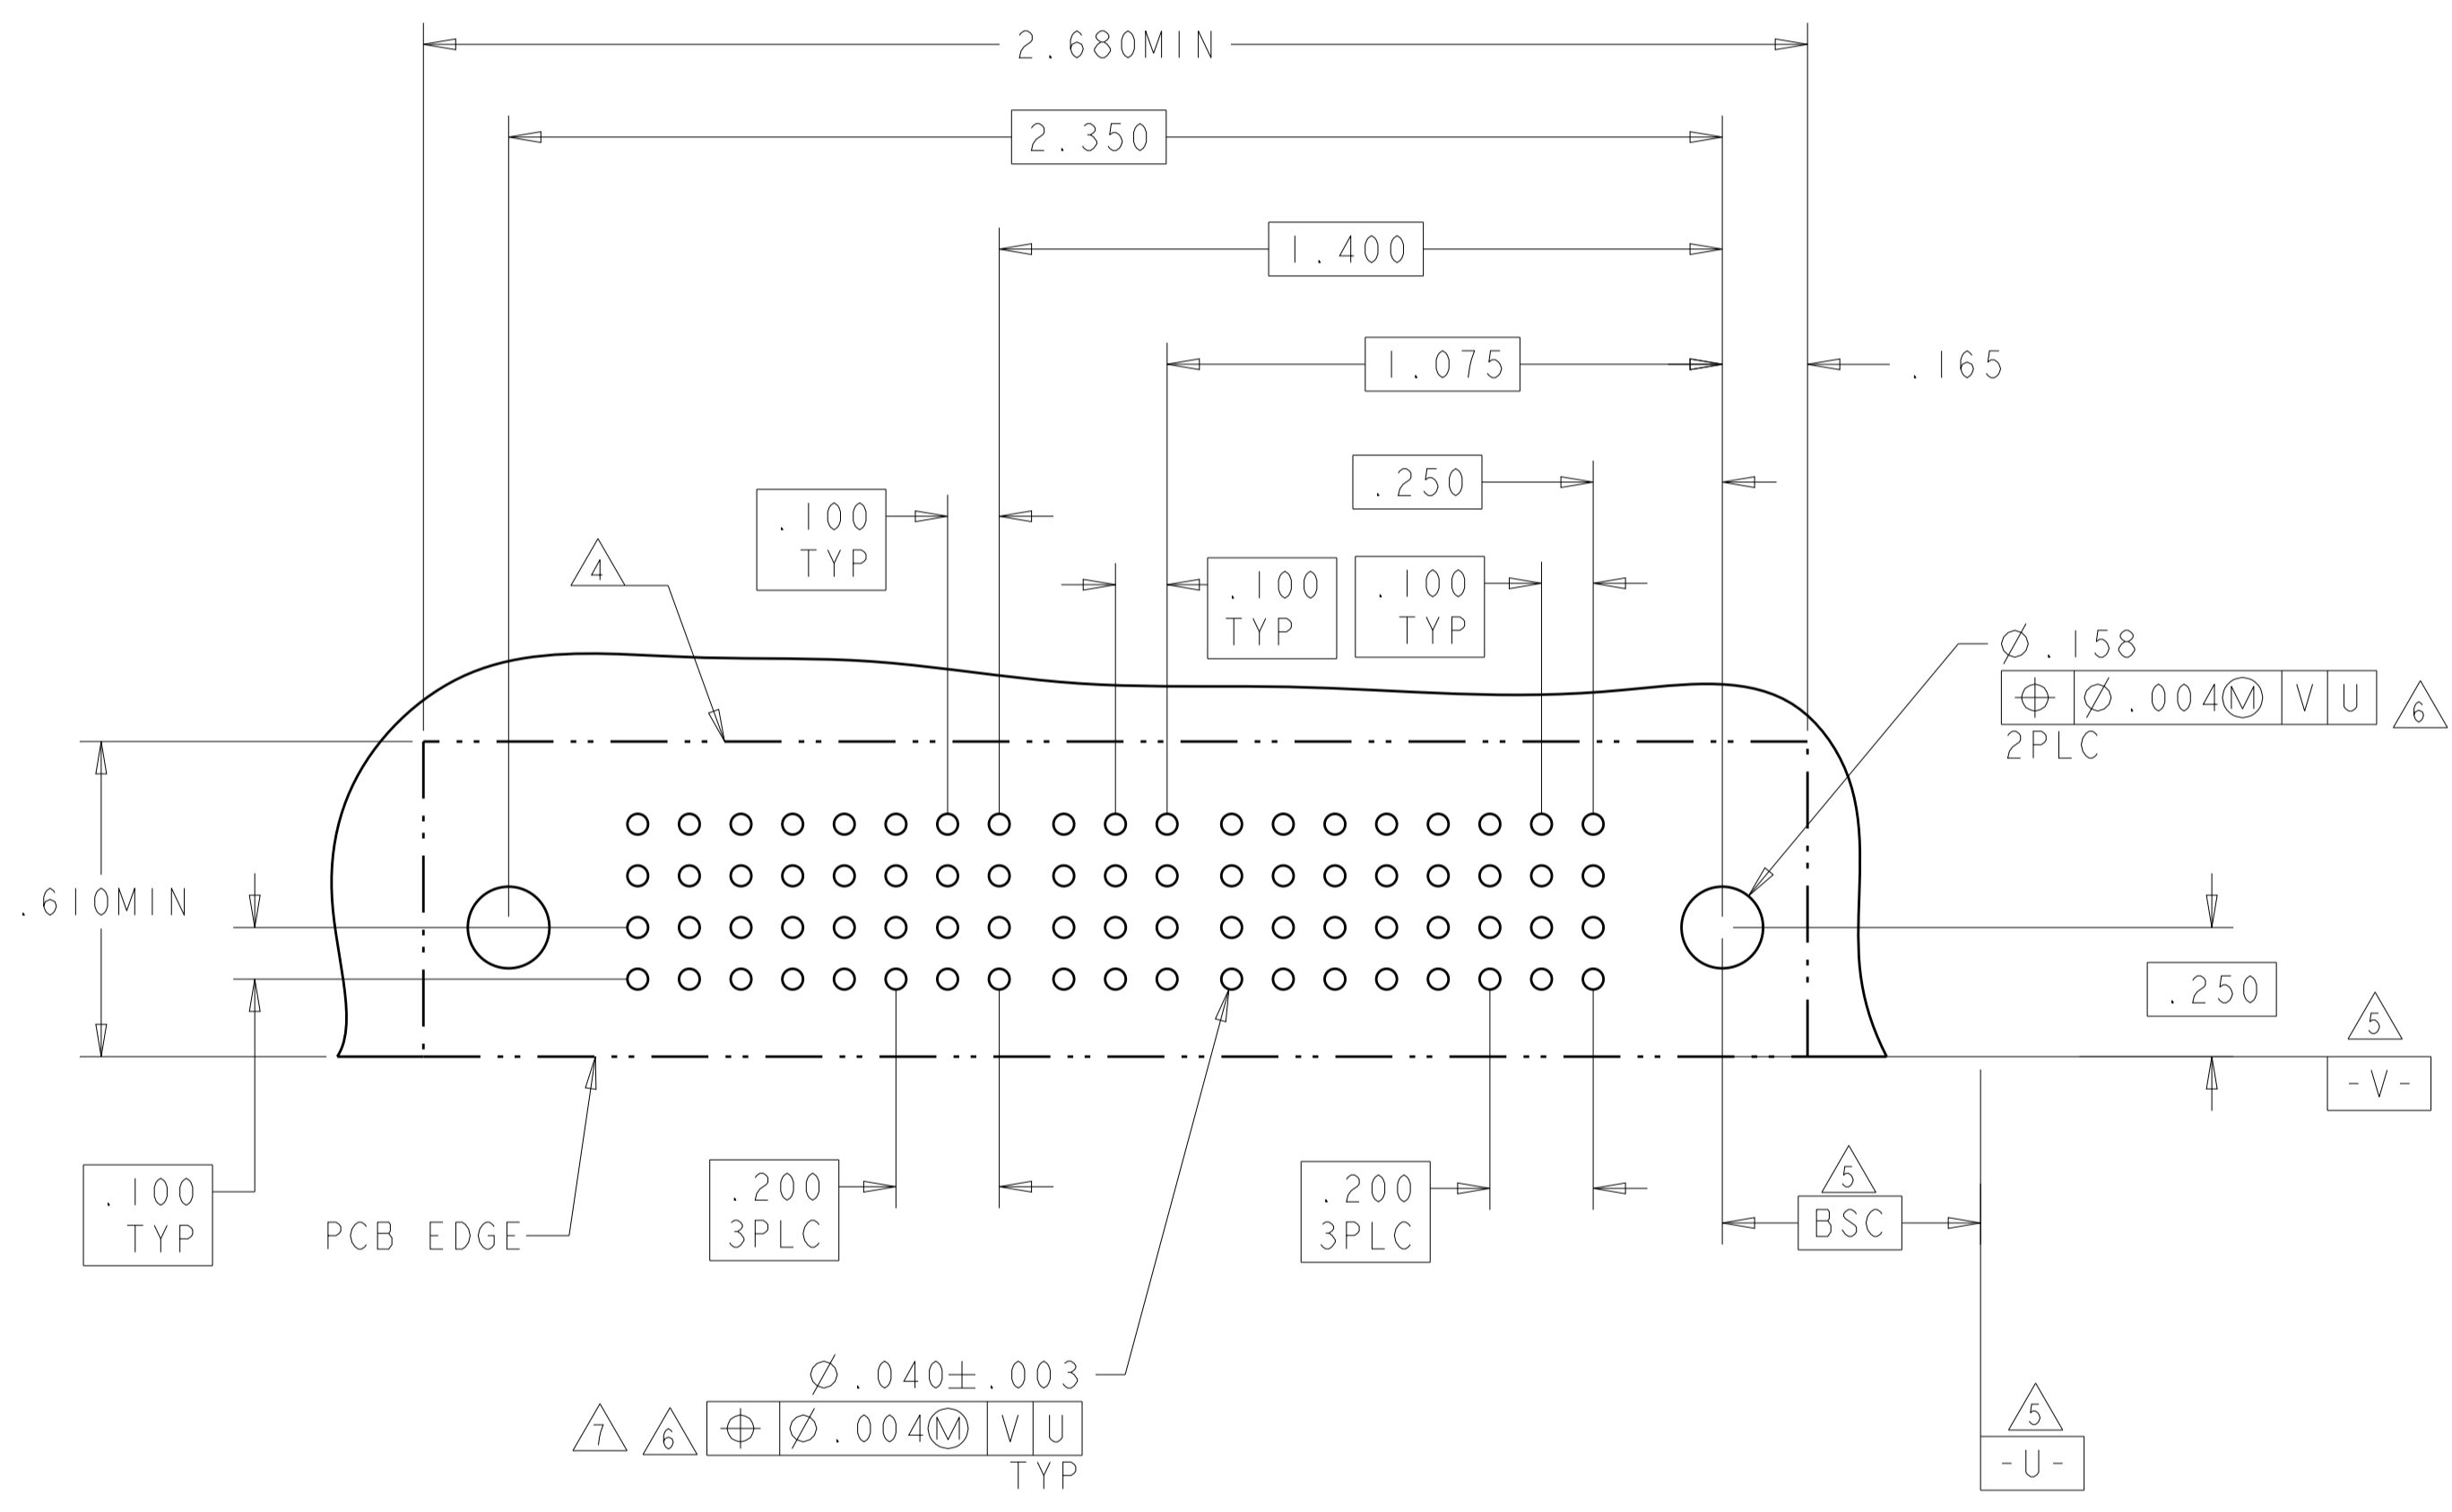 2.680MIN
2.350
1.400
1.075
.165
.250
.100
TYP
.100
TYP
.100
TYP
4
⌀.158
⌖ ⌀.004Ⓜ V U
6
2PLC
.610MIN
.250
5
-V-
.100
TYP
PCB EDGE
.200
3PLC
.200
3PLC
5
BSC
⌀.040±.003
7
6
⌖ ⌀.004Ⓜ V U
TYP
5
-U-